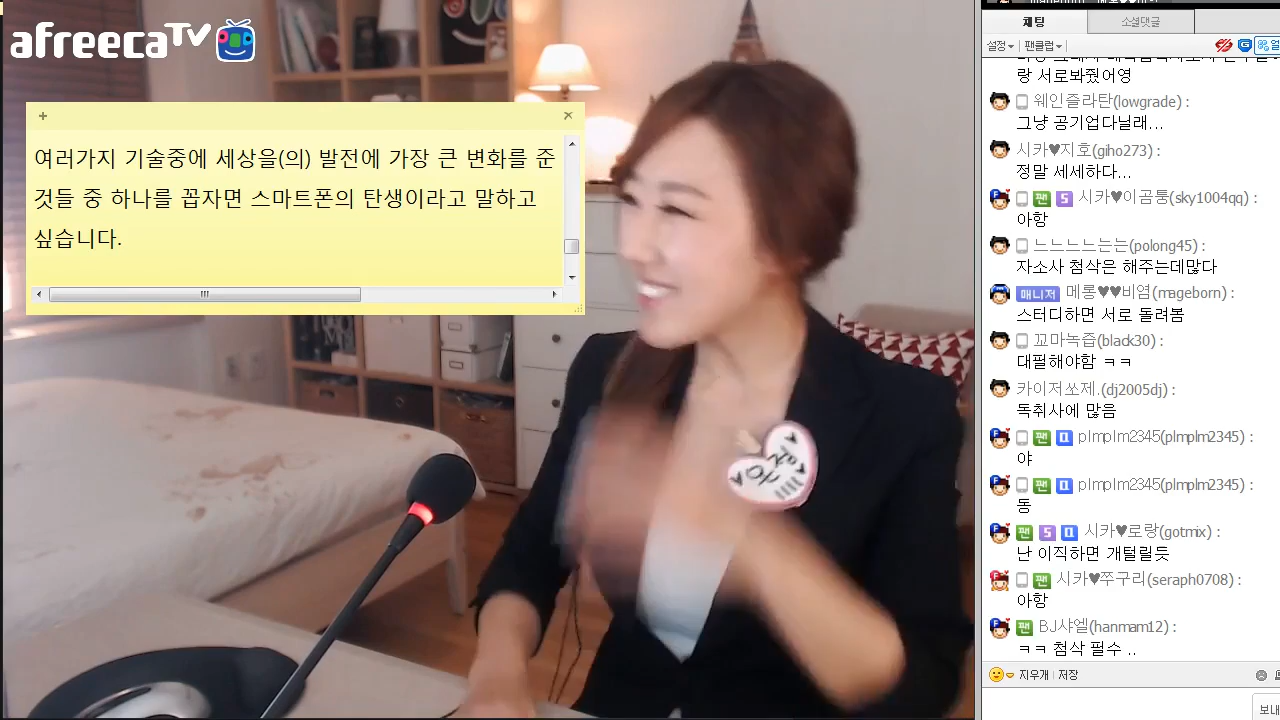 afreecaTV
여러가지 기술중에 세상을(의) 발전에 가장 큰 변화를 준
것들 중 하나를 꼽자면 스마트폰의 탄생이라고 말하고
싶습니다.
채팅
소셜댓글
설정
팬클럽
랑 서로봐줬어영
웨인즐라탄(lowgrade) :
그냥 공기업다닐래...
시카♥지호(giho273) :
정말 세세하다...
팬 S 시카♥이곰퉁(sky1004qq) :
아항
느느느느는는(polong45) :
자소사 첨삭은 해주는데많다
매니저 메롱♥♥비염(mageborn) :
스터디하면 서로 돌려봄
꼬마녹즙(black30) :
대필해야함 ㅋㅋ
카이저쏘제.(dj2005dj) :
독취사에 많음
팬 plmplm2345(plmplm2345) :
야
팬 plmplm2345(plmplm2345) :
동
팬 S 시카♥로랑(gotmix) :
난 이직하면 개털릴듯
팬 시카♥쭈구리(seraph0708) :
아항
팬 BJ샤엘(hanmam12) :
ㅋㅋ 첨삭 필수 ..
지우개 저장
보내